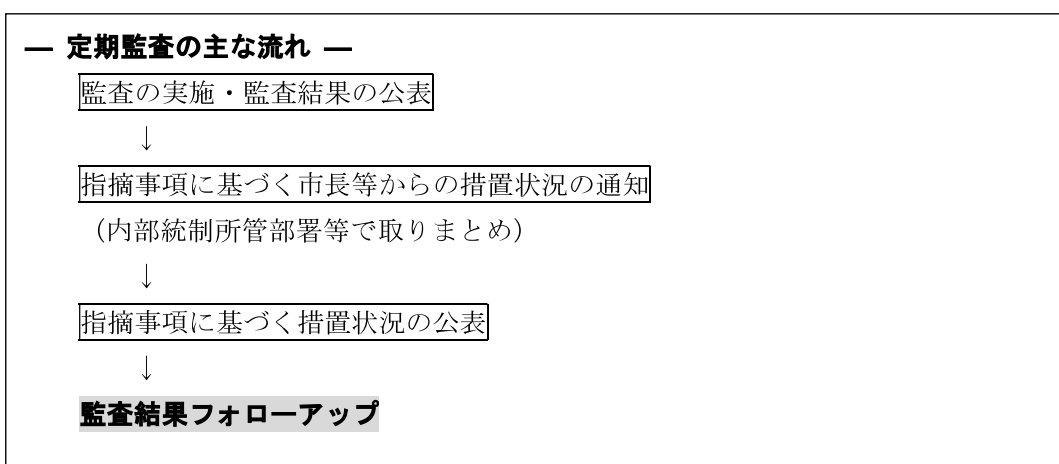 ― 定期監査の主な流れ ―
監査の実施・監査結果の公表
↓
指摘事項に基づく市長等からの措置状況の通知
（内部統制所管部署等で取りまとめ）
↓
指摘事項に基づく措置状況の公表
↓
監査結果フォローアップ